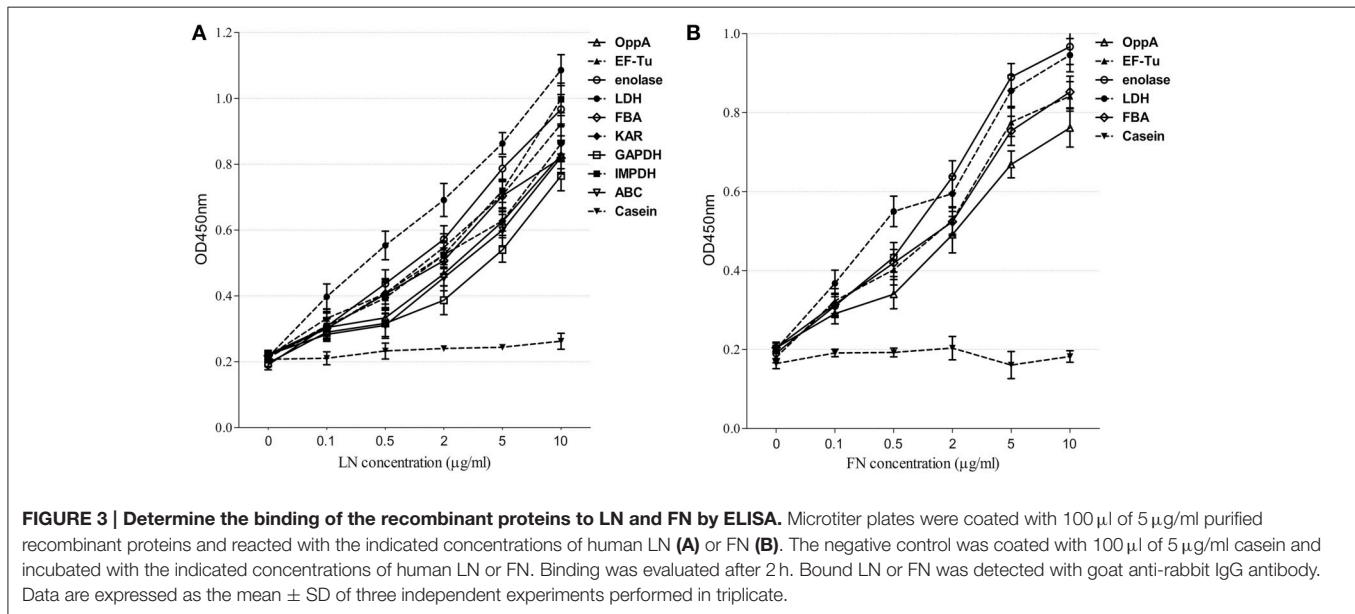 A
1.2
1.0
0.8
0.6
0.4
0.2
0.0
OD450nm
0 0.1 0.5 2 5 10
LN concentration (μg/ml)
OppA
EF-Tu
enolase
LDH
FBA
KAR
GAPDH
IMPDH
ABC
Casein
B
1.0
0.8
0.6
0.4
0.2
0.0
OD450nm
0 0.1 0.5 2 5 10
FN concentration (μg/ml)
OppA
EF-Tu
enolase
LDH
FBA
Casein
FIGURE 3 | Determine the binding of the recombinant proteins to LN and FN by ELISA. Microtiter plates were coated with 100 μl of 5 μg/ml purified
recombinant proteins and reacted with the indicated concentrations of human LN (A) or FN (B). The negative control was coated with 100 μl of 5 μg/ml casein and
incubated with the indicated concentrations of human LN or FN. Binding was evaluated after 2 h. Bound LN or FN was detected with goat anti-rabbit IgG antibody.
Data are expressed as the mean ± SD of three independent experiments performed in triplicate.